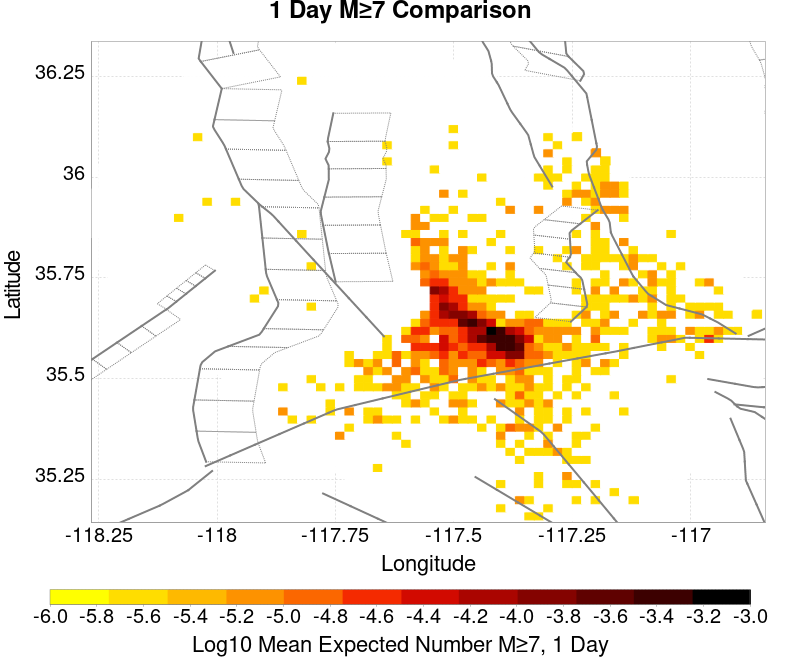 1 Day M≥7 Comparison
36.25
36
35.75
35.5
35.25
Latitude
-118.25 -118 -117.75 -117.5 -117.25 -117
Longitude
-6.0 -5.8 -5.6 -5.4 -5.2 -5.0 -4.8 -4.6 -4.4 -4.2 -4.0 -3.8 -3.6 -3.4 -3.2 -3.0
Log10 Mean Expected Number M≥7, 1 Day